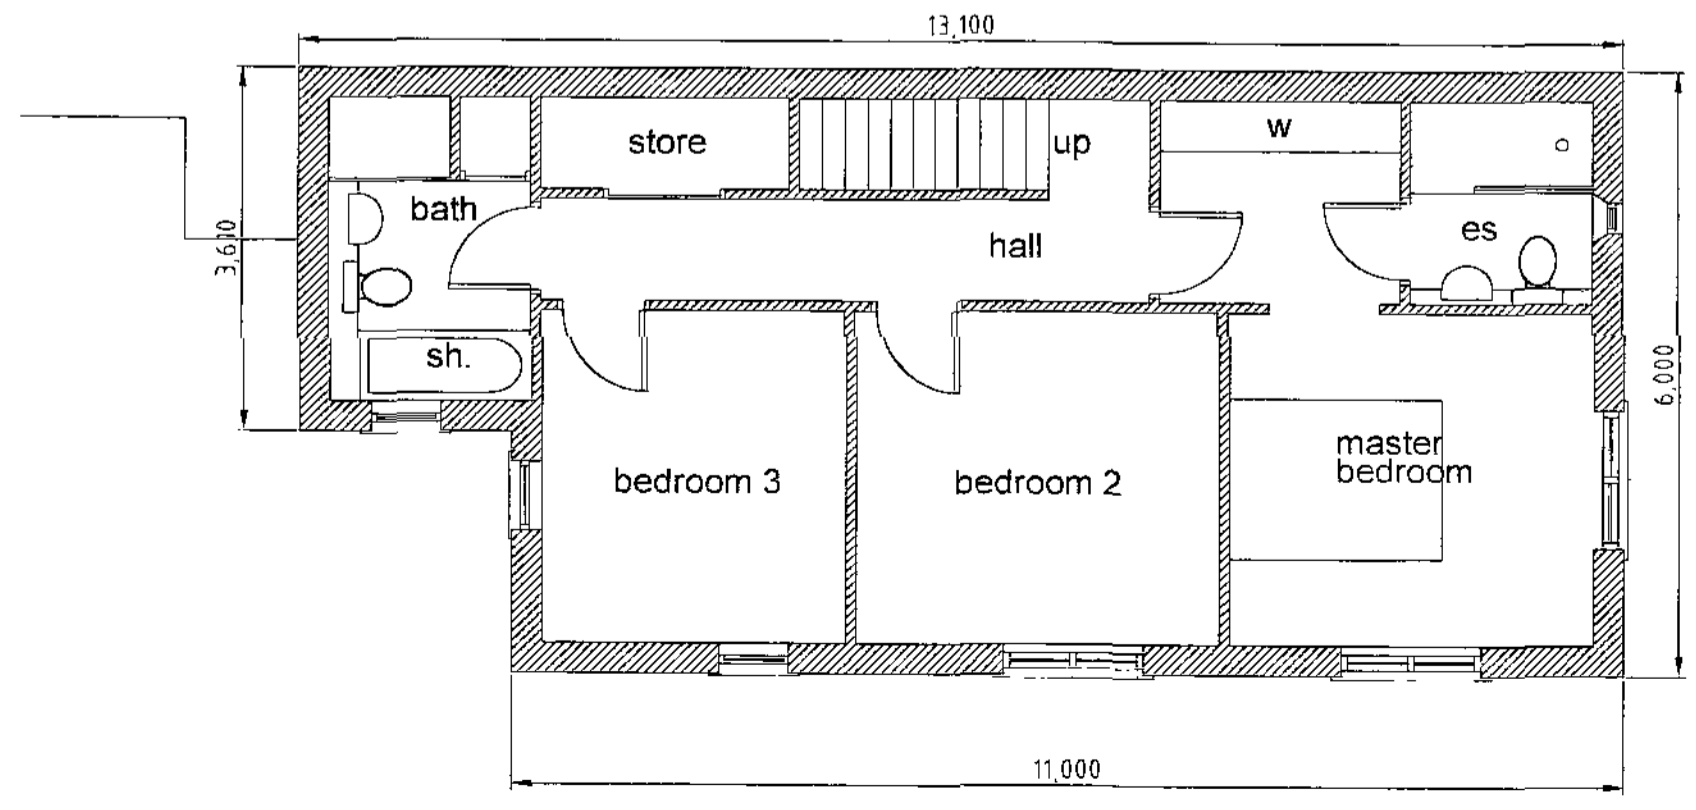 13,100
store
up
w
bath
3,600
hall
es
sh.
6,000
master
bedroom
bedroom 3
bedroom 2
11,000